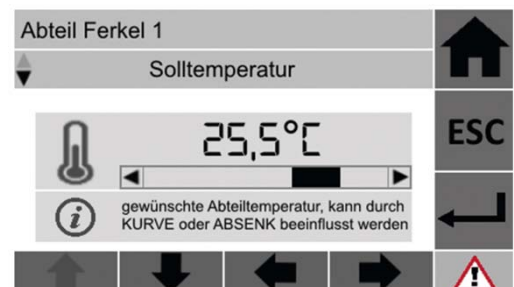 Abteil Ferkel 1
Solltemperatur
25,5°C
ESC
gewünschte Abteiltemperatur, kann durch
KURVE oder ABSENK beeinflusst werden